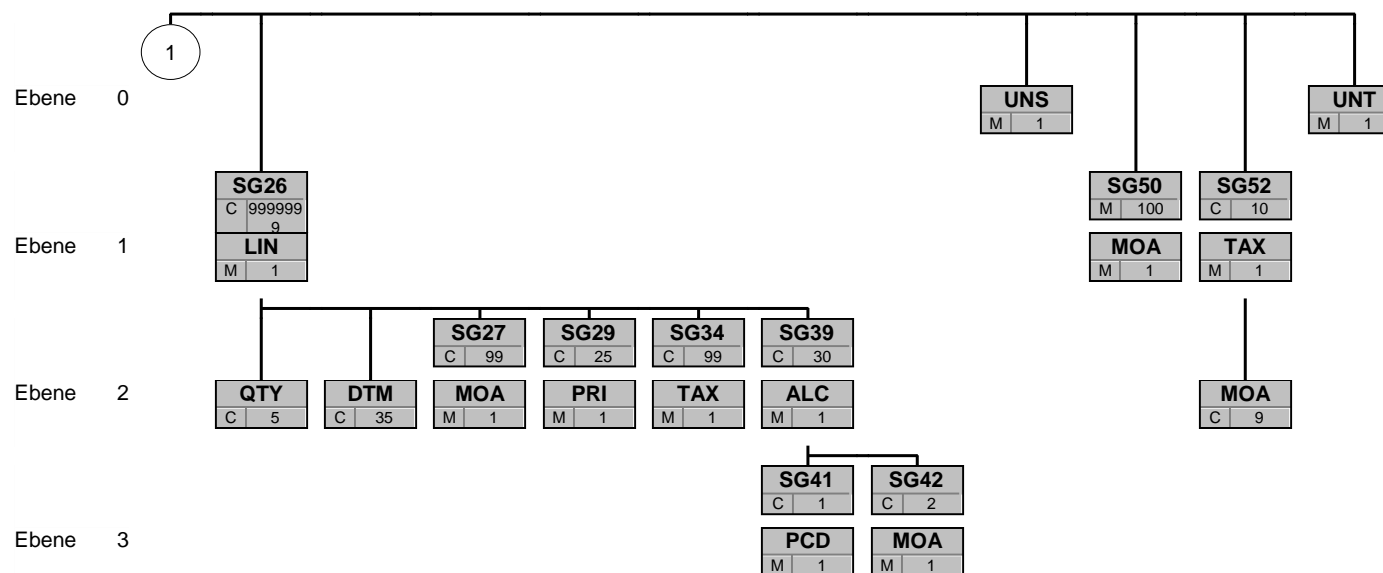 1
Ebene 0
UNS
M 1
UNT
M 1
SG26
C 999999
9
SG50
M 100
SG52
C 10
Ebene 1
LIN
M 1
MOA
M 1
TAX
M 1
SG27
C 99
SG29
C 25
SG34
C 99
SG39
C 30
Ebene 2
QTY
C 5
DTM
C 35
MOA
M 1
PRI
M 1
TAX
M 1
ALC
M 1
MOA
C 9
SG41
C 1
SG42
C 2
Ebene 3
PCD
M 1
MOA
M 1